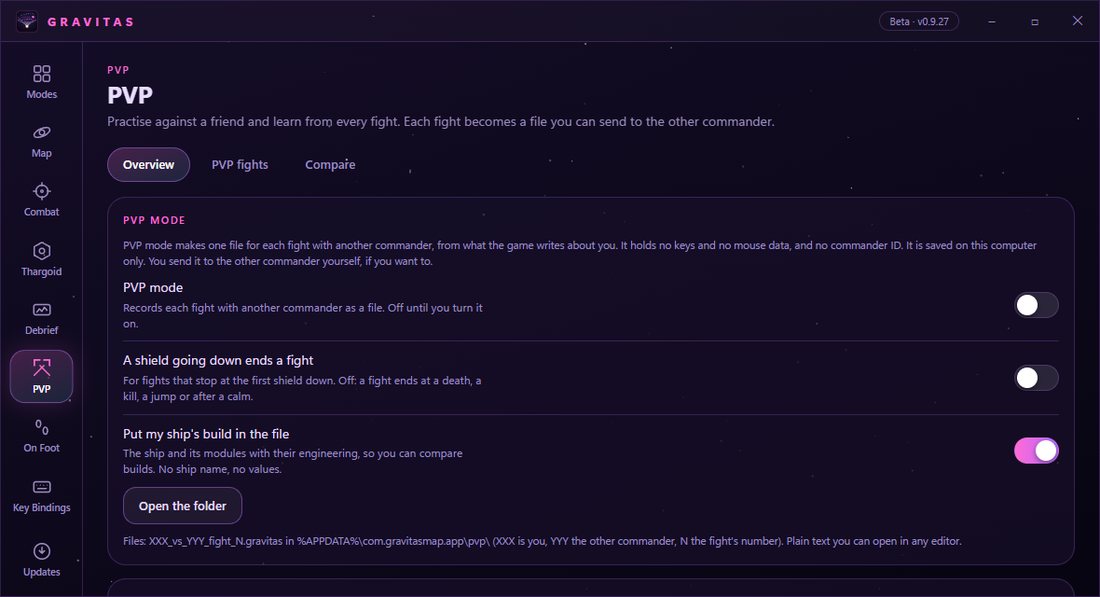 GRAVITAS
Beta · v0.9.27
Modes
Map
Combat
Thargoid
Debrief
PVP
On Foot
Key Bindings
Updates
PVP
PVP
Practise against a friend and learn from every fight. Each fight becomes a file you can send to the other commander.
Overview
PVP fights
Compare
PVP MODE
PVP mode makes one file for each fight with another commander, from what the game writes about you. It holds no keys and no mouse data, and no commander ID. It is saved on this computer
only. You send it to the other commander yourself, if you want to.
PVP mode
Records each fight with another commander as a file. Off until you turn it
on.
A shield going down ends a fight
For fights that stop at the first shield down. Off: a fight ends at a death, a
kill, a jump or after a calm.
Put my ship's build in the file
The ship and its modules with their engineering, so you can compare
builds. No ship name, no values.
Open the folder
Files: XXX_vs_YYY_fight_N.gravitas in %APPDATA%\com.gravitasmap.app\pvp\ (XXX is you, YYY the other commander, N the fight's number). Plain text you can open in any editor.